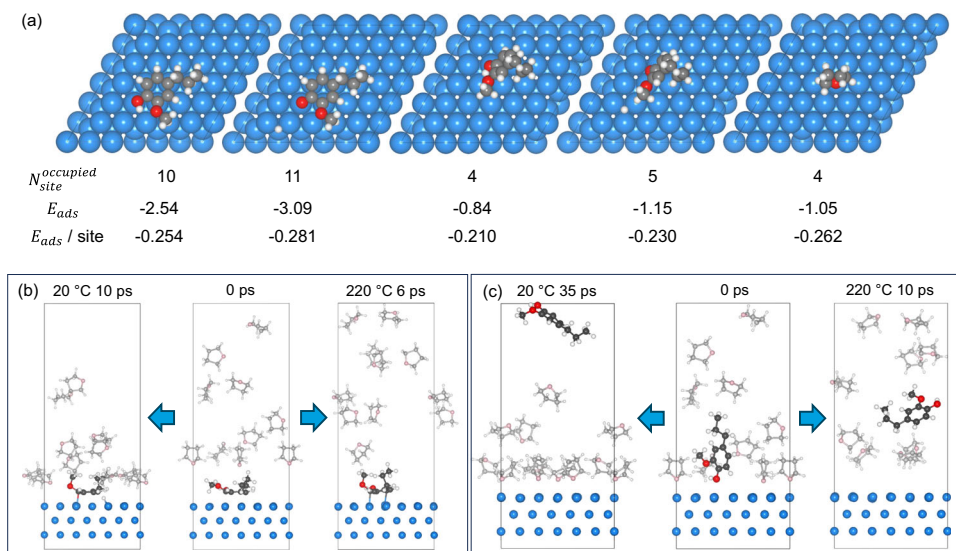 (a)
N_site^occupied 10 11 4 5 4
E_ads -2.54 -3.09 -0.84 -1.15 -1.05
E_ads / site -0.254 -0.281 -0.210 -0.230 -0.262
(b) 20 °C 10 ps 0 ps 220 °C 6 ps
(c) 20 °C 35 ps 0 ps 220 °C 10 ps